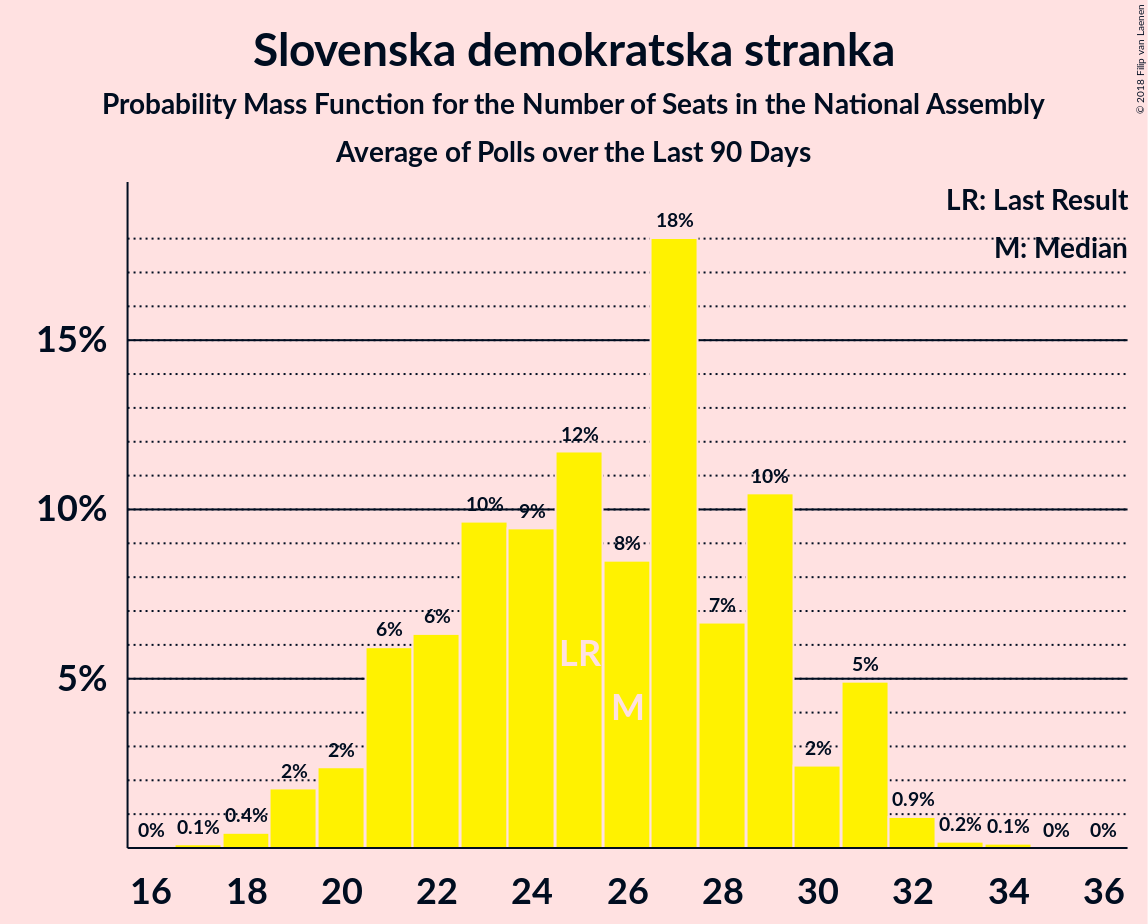 Slovenska demokratska stranka
Probability Mass Function for the Number of Seats in the National Assembly
Average of Polls over the Last 90 Days
© 2018 Filip van Laenen
LR: Last Result
M: Median
15%
10%
5%
0%
0.1%
0.4%
2%
2%
6%
6%
10%
9%
12%
8%
18%
7%
10%
2%
5%
0.9%
0.2%
0.1%
0%
0%
LR
M
16 18 20 22 24 26 28 30 32 34 36